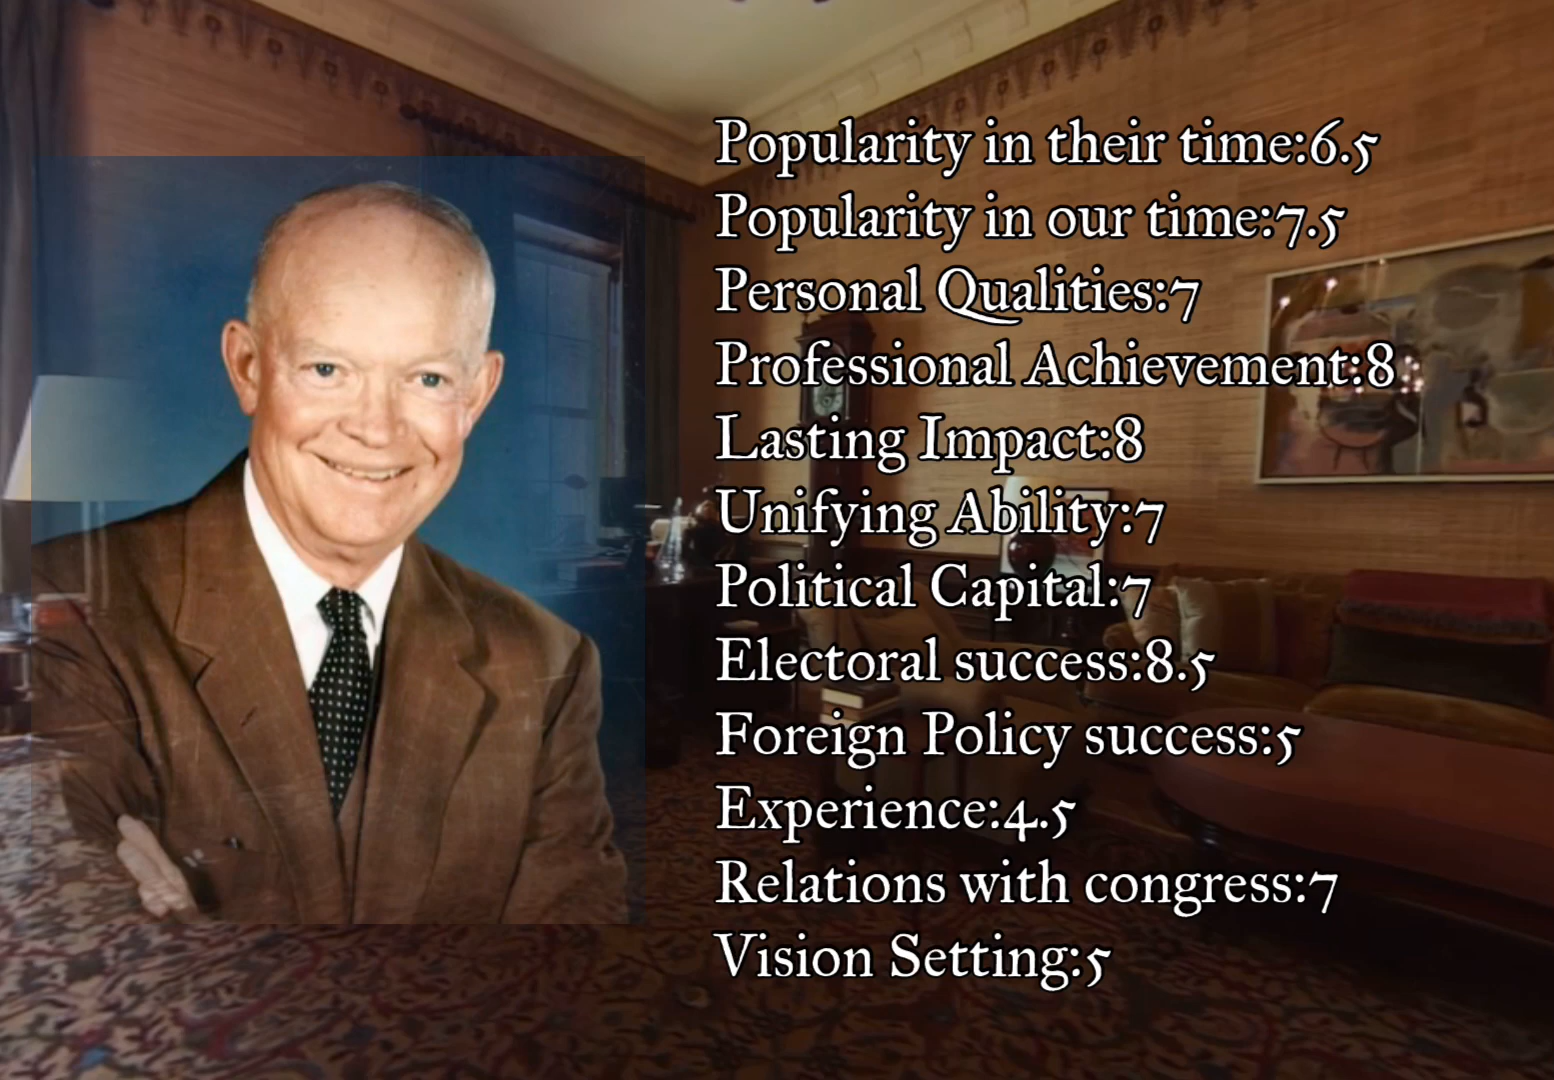 Popularity in their time:6.5
Popularity in our time:7.5
Personal Qualities:7
Professional Achievement:8
Lasting Impact:8
Unifying Ability:7
Political Capital:7
Electoral success:8.5
Foreign Policy success:5
Experience:4.5
Relations with congress:7
Vision Setting:5